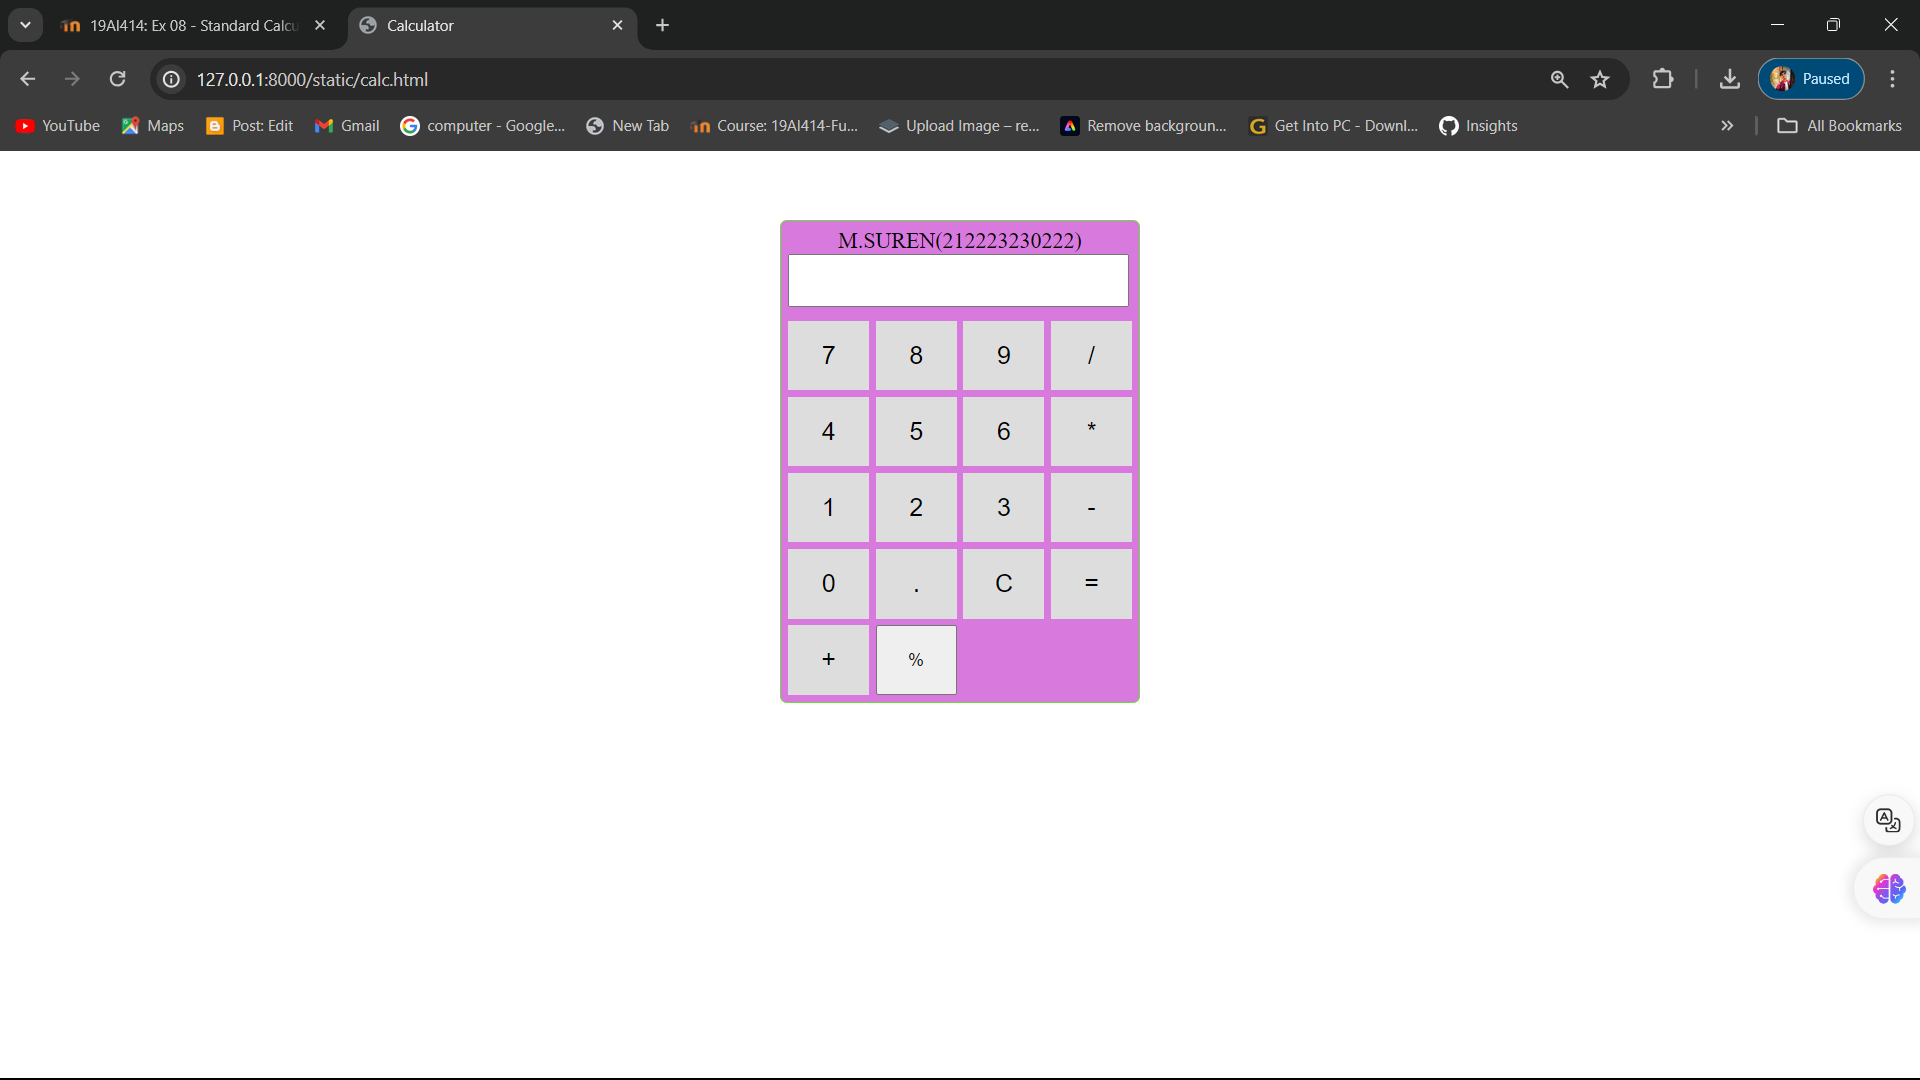 19AI414: Ex 08 - Standard Calcu
Calculator
127.0.0.1:8000/static/calc.html
Paused
YouTube
Maps
Post: Edit
Gmail
computer - Google...
New Tab
Course: 19AI414-Fu...
Upload Image – re...
Remove backgroun...
Get Into PC - Downl...
Insights
All Bookmarks
M.SUREN(212223230222)
7 8 9 /
4 5 6 *
1 2 3 -
0 . C =
+ %